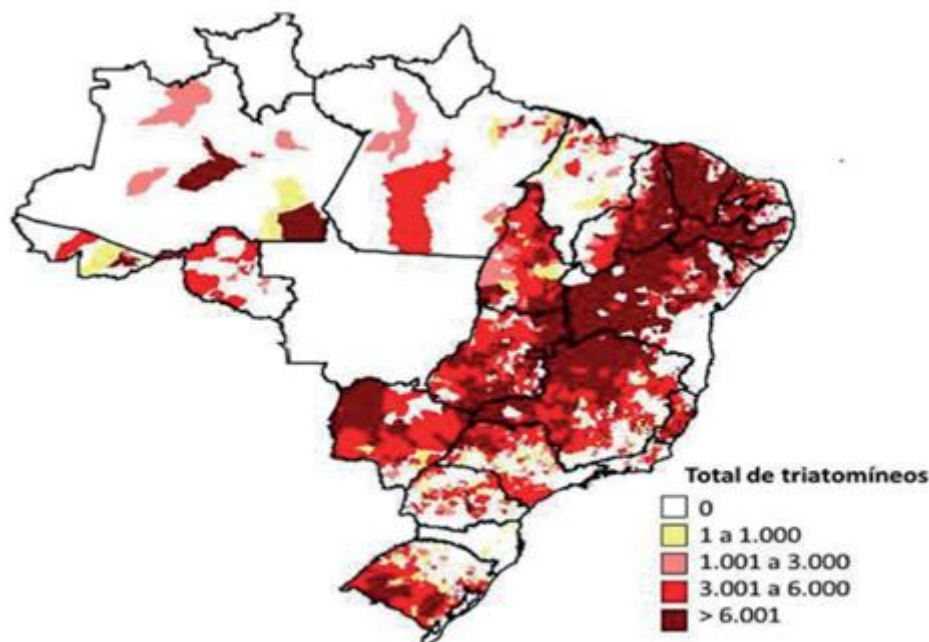 Total de triatomíneos
0
1 a 1.000
1.001 a 3.000
3.001 a 6.000
> 6.001